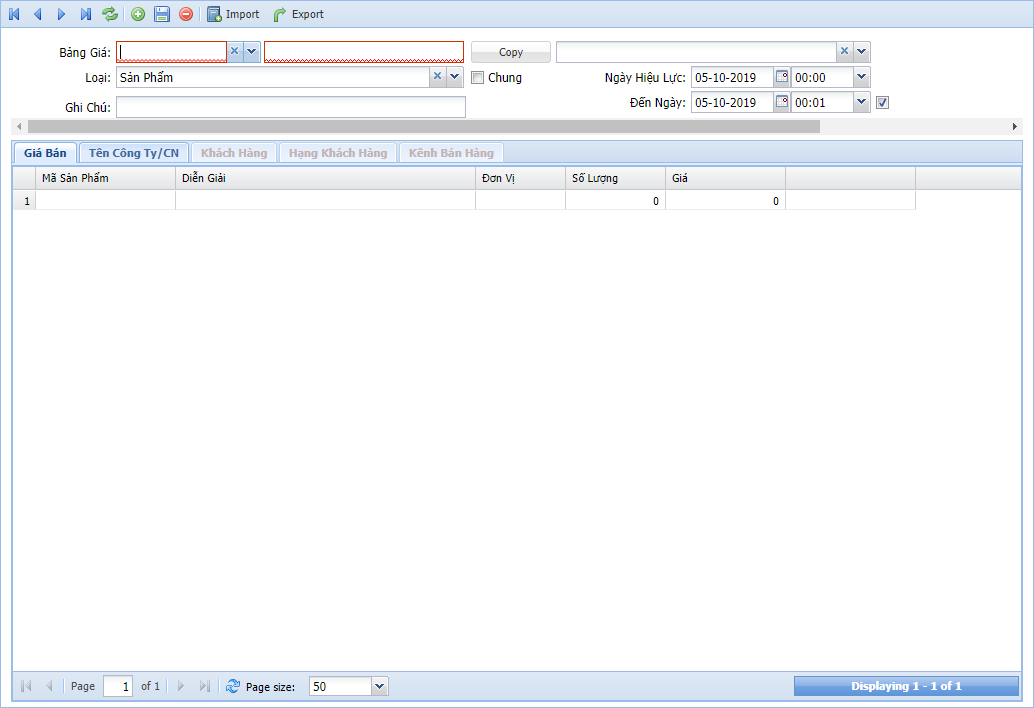 Import Export
Bảng Giá: Copy
Loại: Sản Phẩm Chung Ngày Hiệu Lực: 05-10-2019 00:00
Đến Ngày: 05-10-2019 00:01
Ghi Chú:
Giá Bán Tên Công Ty/CN Khách Hàng Hạng Khách Hàng Kênh Bán Hàng
Mã Sản Phẩm Diễn Giải Đơn Vị Số Lượng Giá
1 0 0
Page 1 of 1 Page size: 50 Displaying 1 - 1 of 1